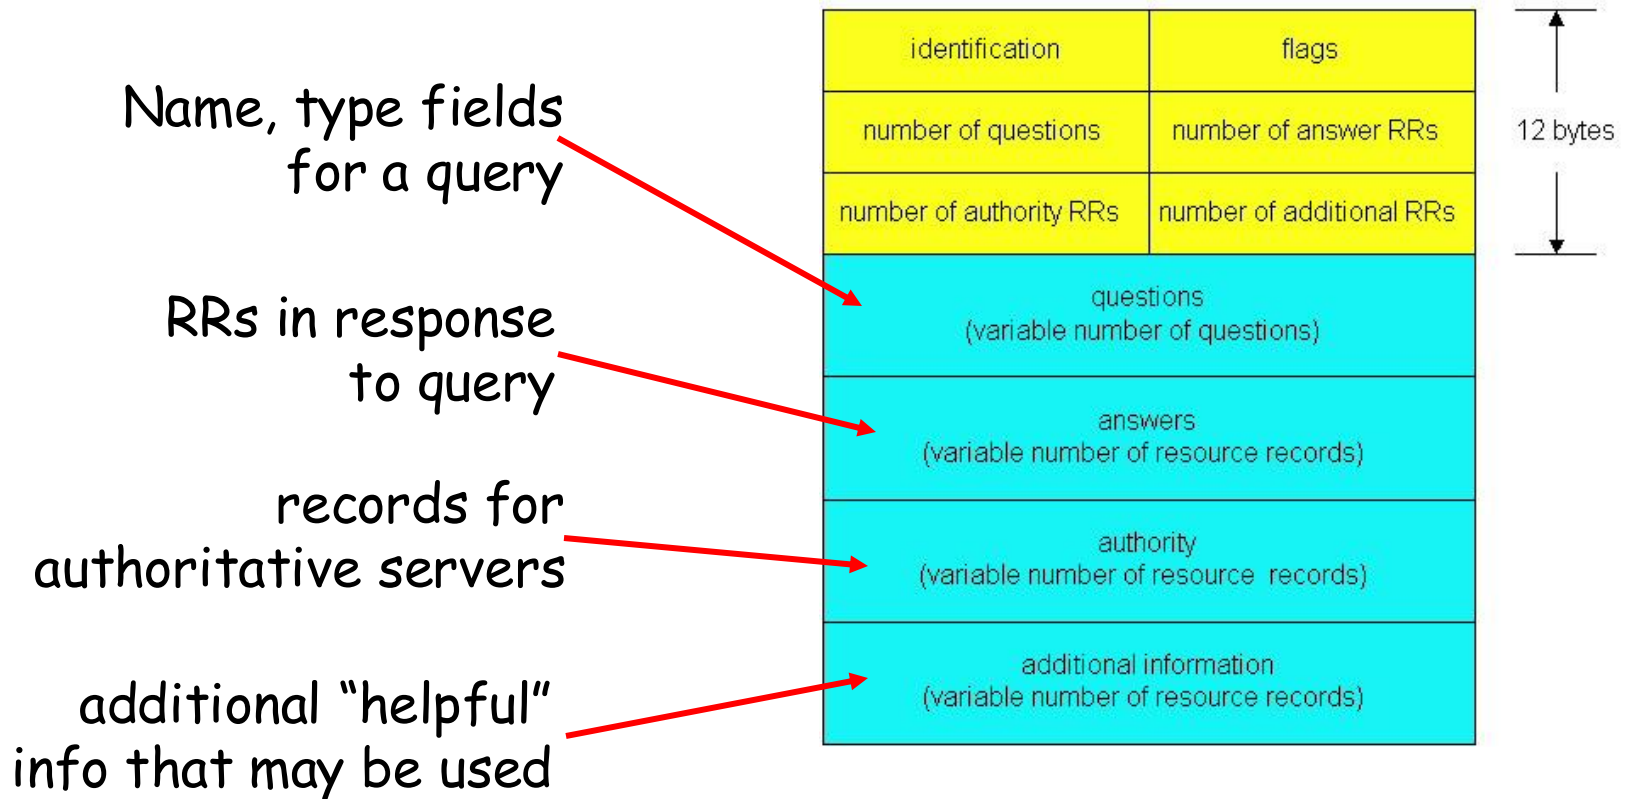 Name, type fields
for a query
RRs in response
to query
records for
authoritative servers
additional “helpful”
info that may be used
identification
flags
number of questions
number of answer RRs
number of authority RRs
number of additional RRs
12 bytes
questions
(variable number of questions)
answers
(variable number of resource records)
authority
(variable number of resource records)
additional information
(variable number of resource records)